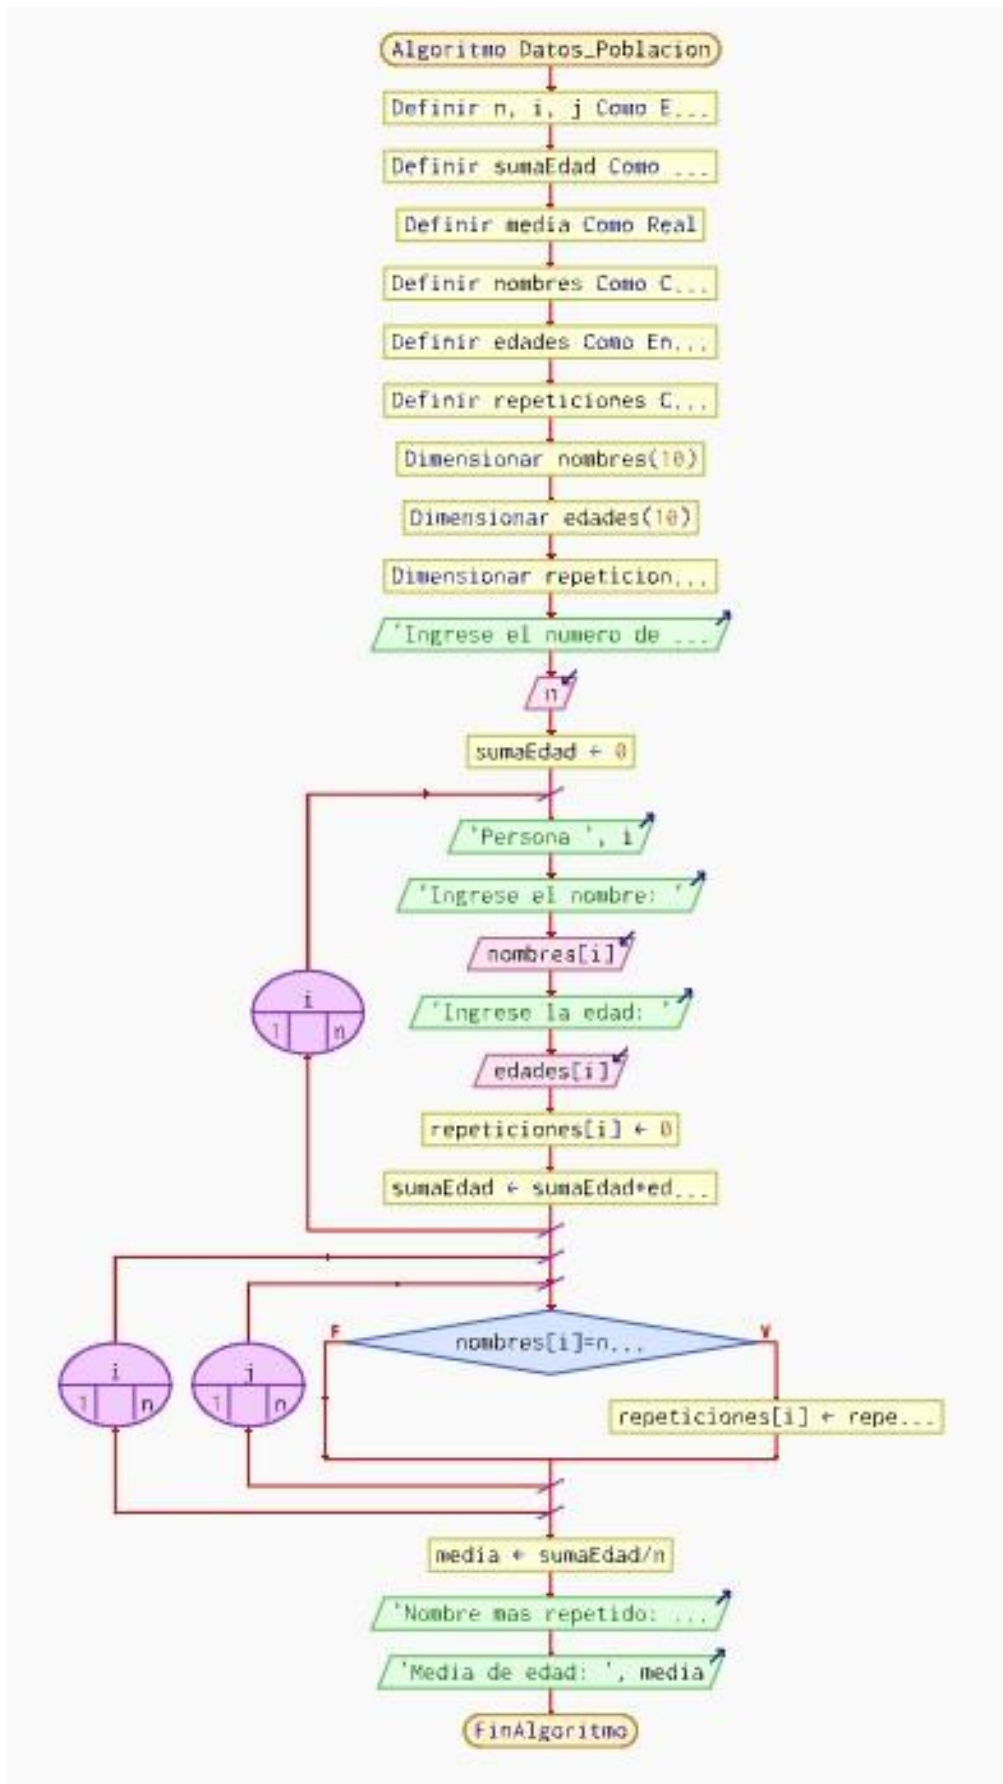 Algoritmo Datos_Poblacion
Definir n, i, j Como E...
Definir sumaEdad Como ...
Definir media Como Real
Definir nombres Como C...
Definir edades Como En...
Definir repeticiones C...
Dimensionar nombres(10)
Dimensionar edades(10)
Dimensionar repeticion...
'Ingrese el numero de ...
n
sumaEdad ← 0
'Persona ', i
'Ingrese el nombre: '
nombres[i]
i
1 n
'Ingrese la edad: '
edades[i]
repeticiones[i] ← 0
sumaEdad ← sumaEdad+ed...
F V
nombres[i]=n...
i
1 n
j
1 n
repeticiones[i] ← repe...
media ← sumaEdad/n
'Nombre mas repetido: ...
'Media de edad: ', media
FinAlgoritmo